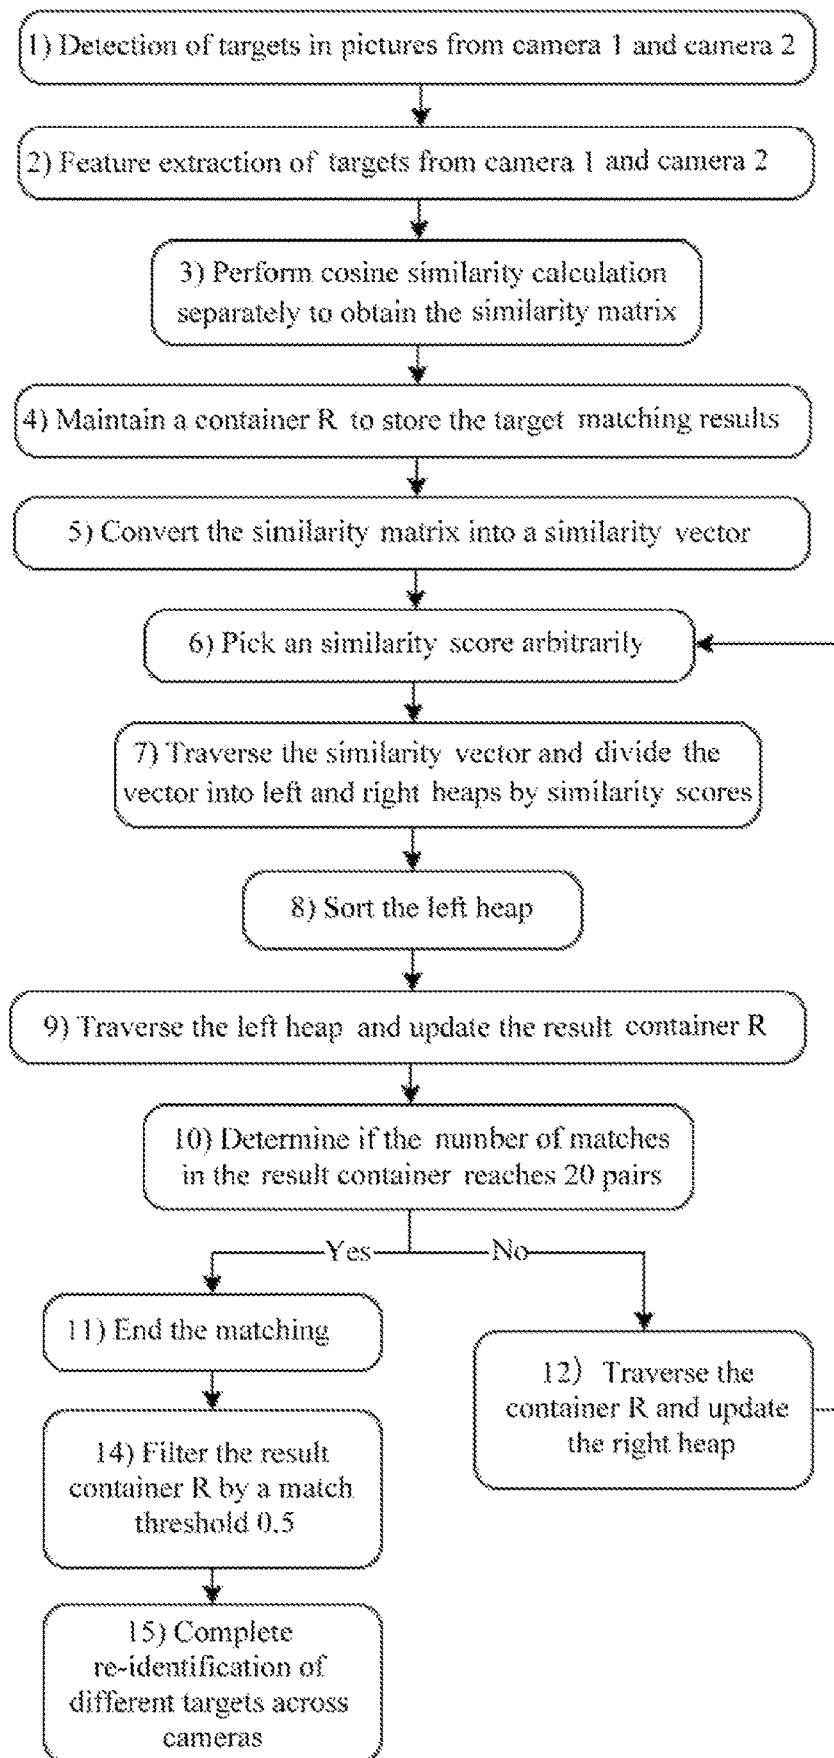 1) Detection of targets in pictures from camera 1 and camera 2
2) Feature extraction of targets from camera 1 and camera 2
3) Perform cosine similarity calculation
separately to obtain the similarity matrix
4) Maintain a container R to store the target matching results
5) Convert the similarity matrix into a similarity vector
6) Pick an similarity score arbitrarily
7) Traverse the similarity vector and divide the
vector into left and right heaps by similarity scores
8) Sort the left heap
9) Traverse the left heap and update the result container R
10) Determine if the number of matches
in the result container reaches 20 pairs
Yes
No
11) End the matching
12) Traverse the
container R and update
the right heap
14) Filter the result
container R by a match
threshold 0.5
15) Complete
re-identification of
different targets across
cameras